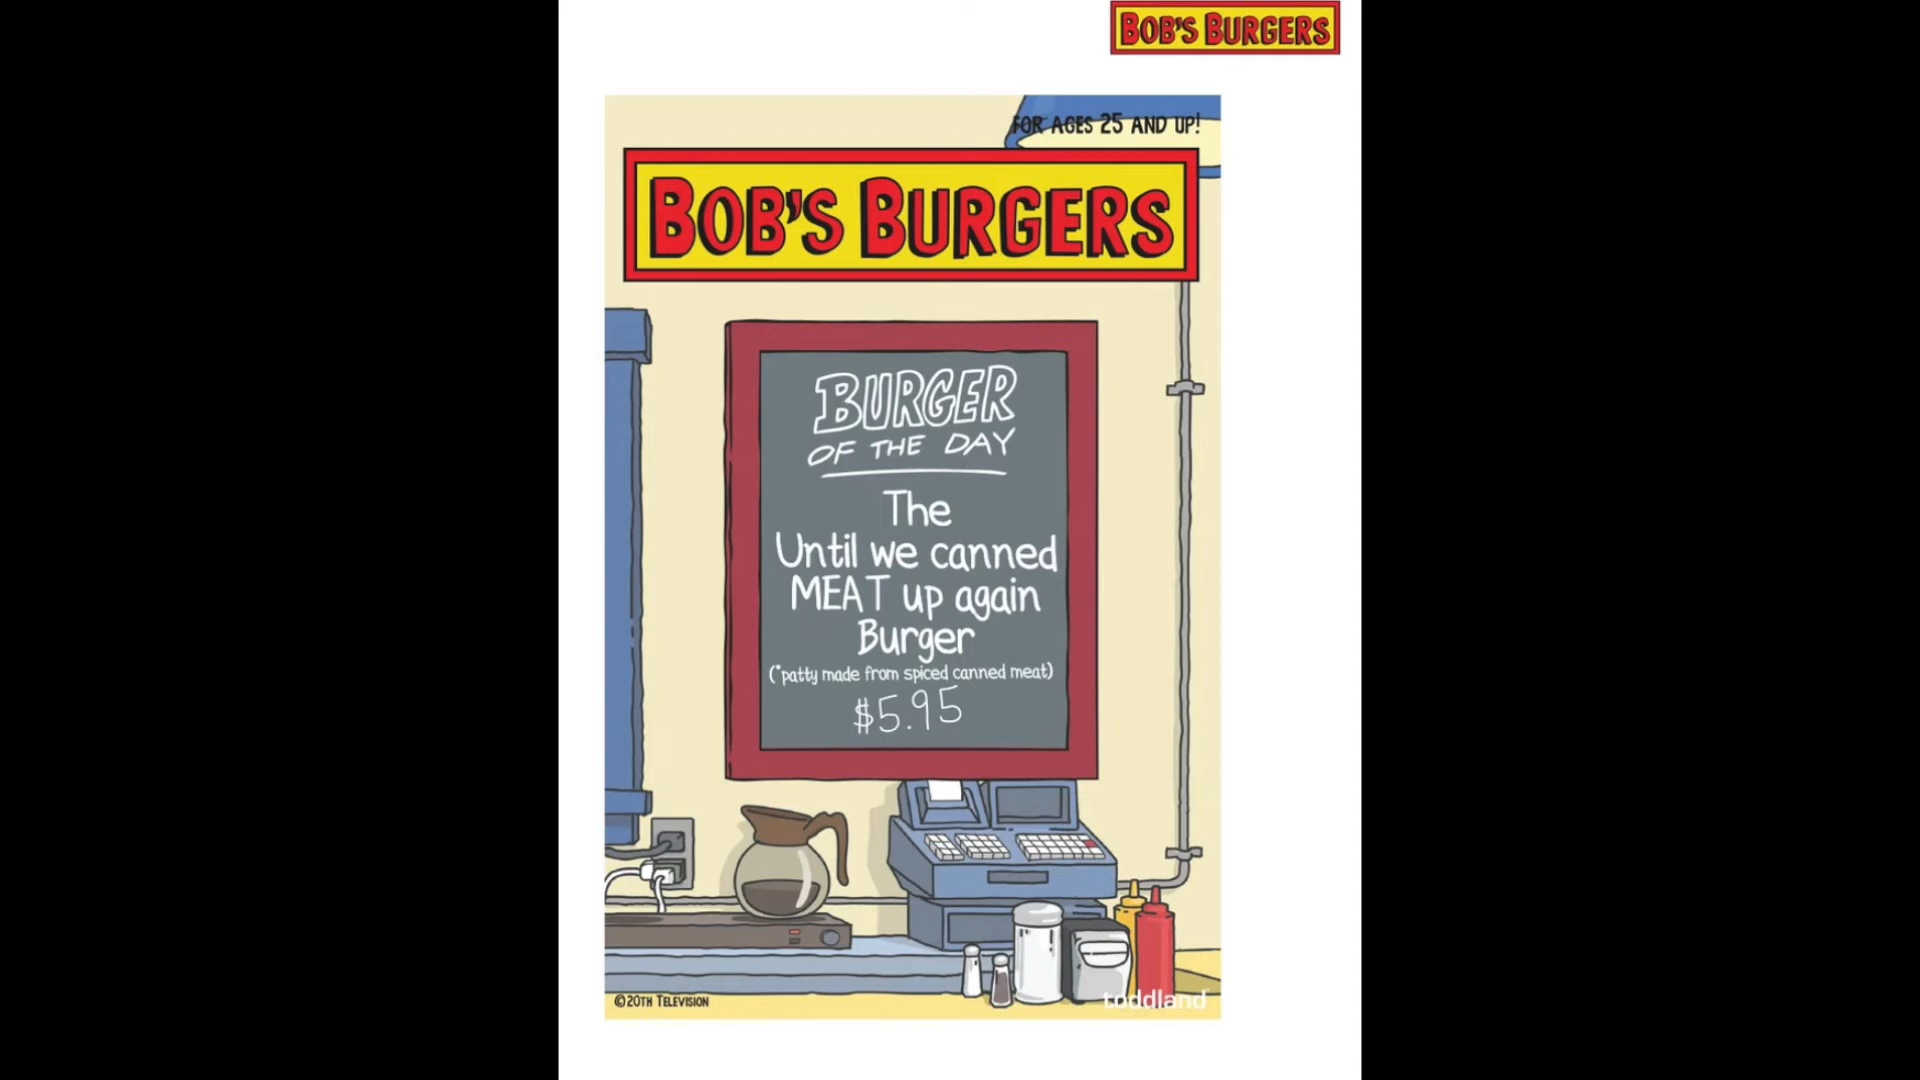 BOB'S BURGERS
FOR AGES 25 AND UP!
BOB'S BURGERS
BURGER
OF THE DAY
The
Until we canned
MEAT up again
Burger
(*patty made from spiced canned meat)
$5.95
©20TH TELEVISION
toddland